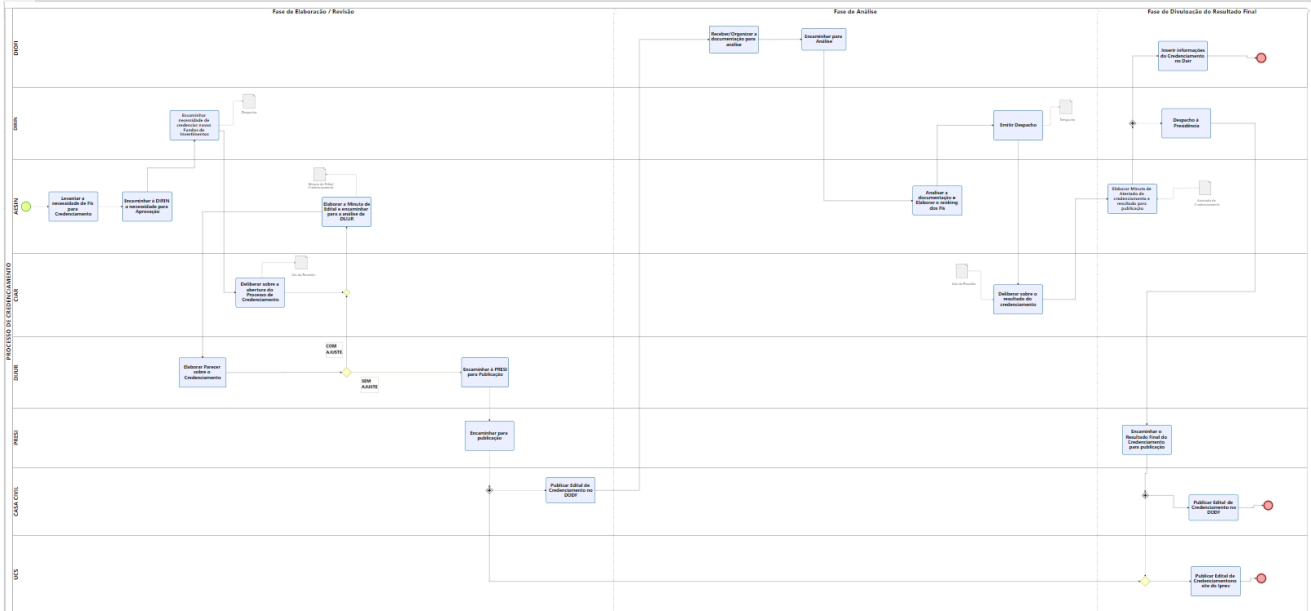 Fase de Elaboração / Revisão
Fase de Análise
Fase de Divulgação do Resultado Final
PROCESSO DE CREDENCIAMENTO
DIOFI
Receber/Organizar a
documentação para
análise
Encaminhar para
Análise
Inserir informações
do Credenciamento
no Dair
DIRIN
Encaminhar
necessidade de
credenciar novos
Fundos de
Investimentos
Despacho
Emitir Despacho
Despacho
Despacho à
Presidência
Levantar a
necessidade de FIs
para
Credenciamento
Encaminhar à DIRIN
a necessidade para
Aprovação
Minuta de Edital
Credenciamento
Elaborar a Minuta de
Edital e encaminhar
para a análise da
DIJUR
Analisar a
documentação e
Elaborar o ranking
dos FIs
Elaborar Minuta de
Atestado de
credenciamento e
resultado para
publicação
Atestado de
Credenciamento
CIAR
Deliberar sobre a
abertura do
Processo de
Credenciamento
Ata da Reunião
Ata da Reunião
Deliberar sobre o
resultado do
credenciamento
DIJUR
Elaborar Parecer
sobre o
Credenciamento
COM
AJUSTE
SEM
AJUSTE
Encaminhar à PRESI
para Publicação
PRESI
Encaminhar para
publicação
Encaminhar o
Resultado Final do
Credenciamento
para publicação
CASA CIVIL
Publicar Edital de
Credenciamento no
DODF
Publicar Edital de
Credenciamento no
DODF
UCS
Publicar Edital de
Credenciamentono
site do Iprev